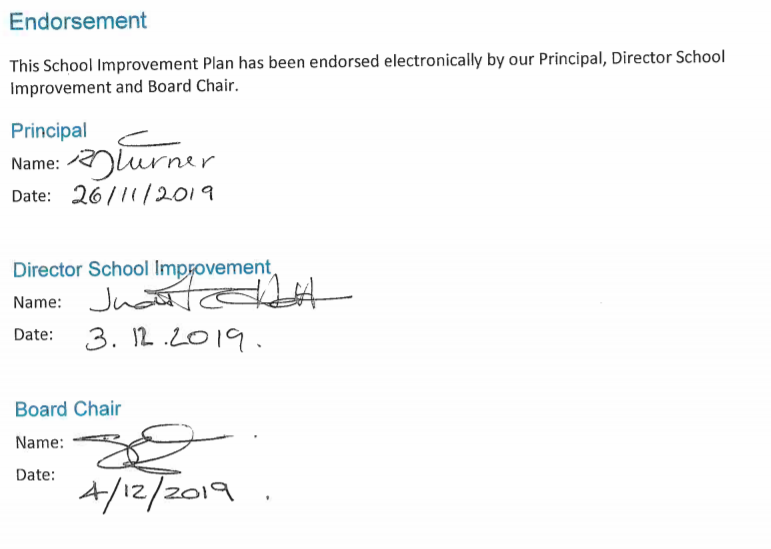 Endorsement
This School Improvement Plan has been endorsed electronically by our Principal, Director School
Improvement and Board Chair.
Principal
Name: Turner
Date: 26/11/2019
Director School Improvement
Name:
Date: 3.12.2019.
Board Chair
Name:
Date:
4/12/2019